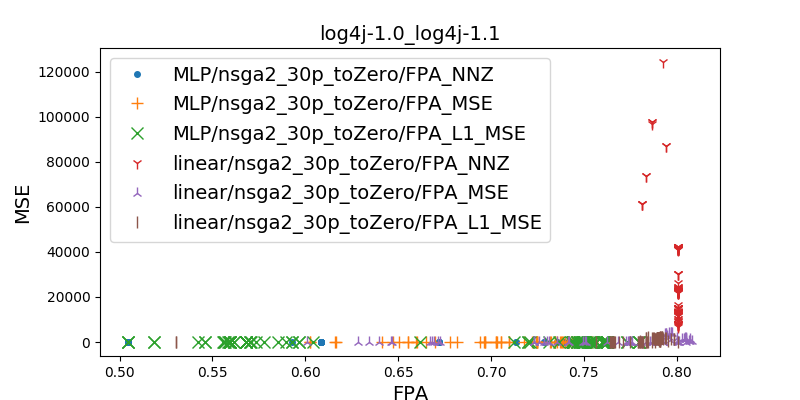 log4j-1.0_log4j-1.1
MLP/nsga2_30p_toZero/FPA_NNZ
MLP/nsga2_30p_toZero/FPA_MSE
MLP/nsga2_30p_toZero/FPA_L1_MSE
linear/nsga2_30p_toZero/FPA_NNZ
linear/nsga2_30p_toZero/FPA_MSE
linear/nsga2_30p_toZero/FPA_L1_MSE
MSE
120000
100000
80000
60000
40000
20000
0
0.50 0.55 0.60 0.65 0.70 0.75 0.80
FPA